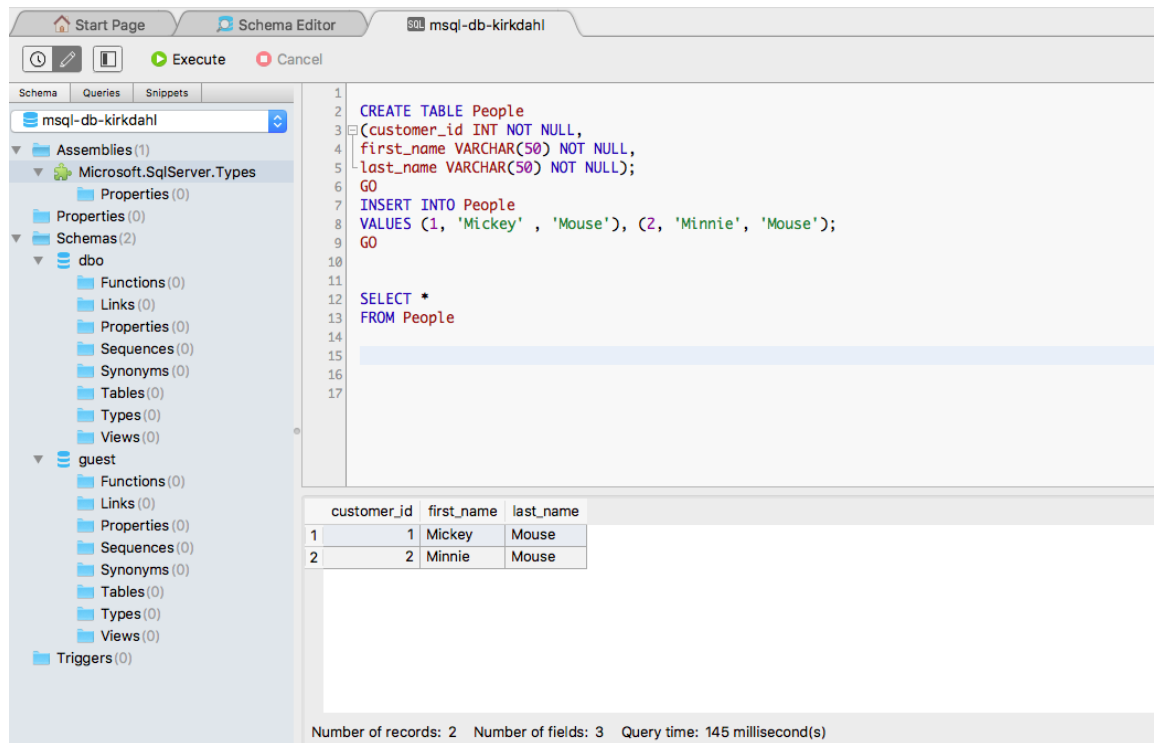 Start Page
Schema Editor
SQL msql-db-kirkdahl
Execute
Cancel
Schema
Queries
Snippets
msql-db-kirkdahl
Assemblies (1)
Microsoft.SqlServer.Types
Properties (0)
Properties (0)
Schemas (2)
dbo
Functions (0)
Links (0)
Properties (0)
Sequences (0)
Synonyms (0)
Tables (0)
Types (0)
Views (0)
guest
Functions (0)
Links (0)
Properties (0)
Sequences (0)
Synonyms (0)
Tables (0)
Types (0)
Views (0)
Triggers (0)
1
2 CREATE TABLE People
3 (customer_id INT NOT NULL,
4 first_name VARCHAR(50) NOT NULL,
5 last_name VARCHAR(50) NOT NULL);
6 GO
7 INSERT INTO People
8 VALUES (1, 'Mickey' , 'Mouse'), (2, 'Minnie', 'Mouse');
9 GO
10
11
12 SELECT *
13 FROM People
14
15
16
17
customer_id first_name last_name
1 1 Mickey Mouse
2 2 Minnie Mouse
Number of records: 2 Number of fields: 3 Query time: 145 millisecond(s)